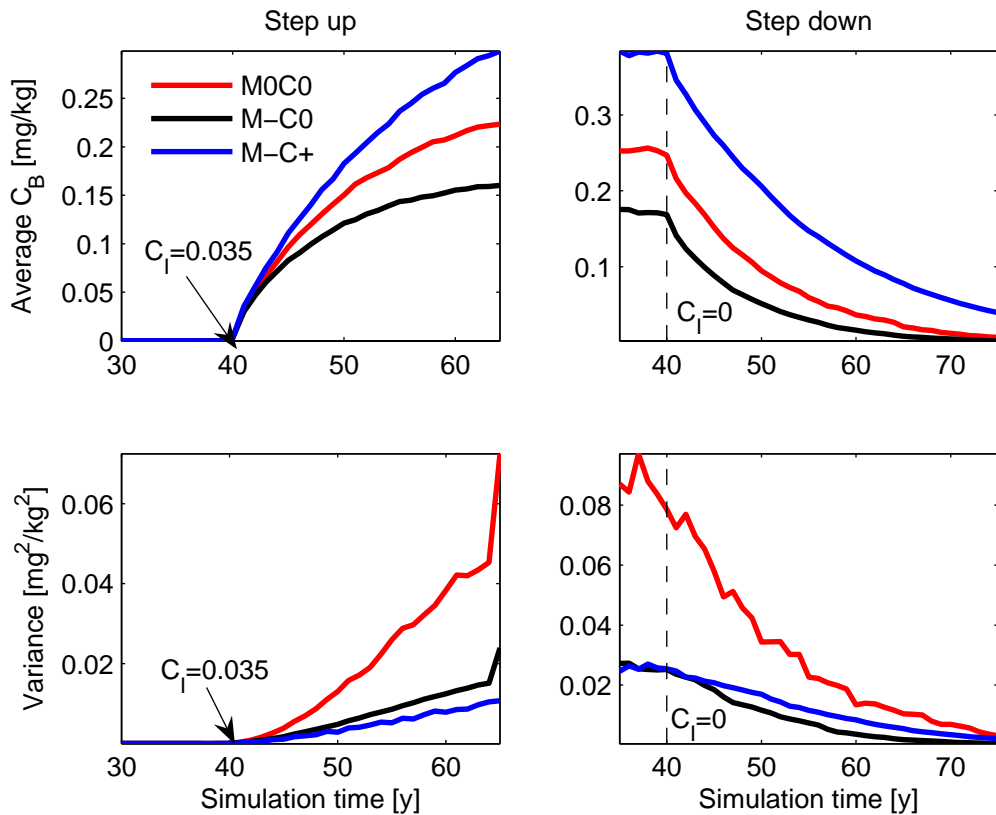 Step up
Step down
Average C_B [mg/kg]
0.25
0.2
0.15
0.1
0.05
0
M0C0
M−C0
M−C+
C_I=0.035
30
40
50
60
0.3
0.2
0.1
C_I=0
40
50
60
70
Variance [mg²/kg²]
0.06
0.04
0.02
C_I=0.035
30
40
50
60
Simulation time [y]
0.08
0.06
0.04
0.02
C_I=0
40
50
60
70
Simulation time [y]